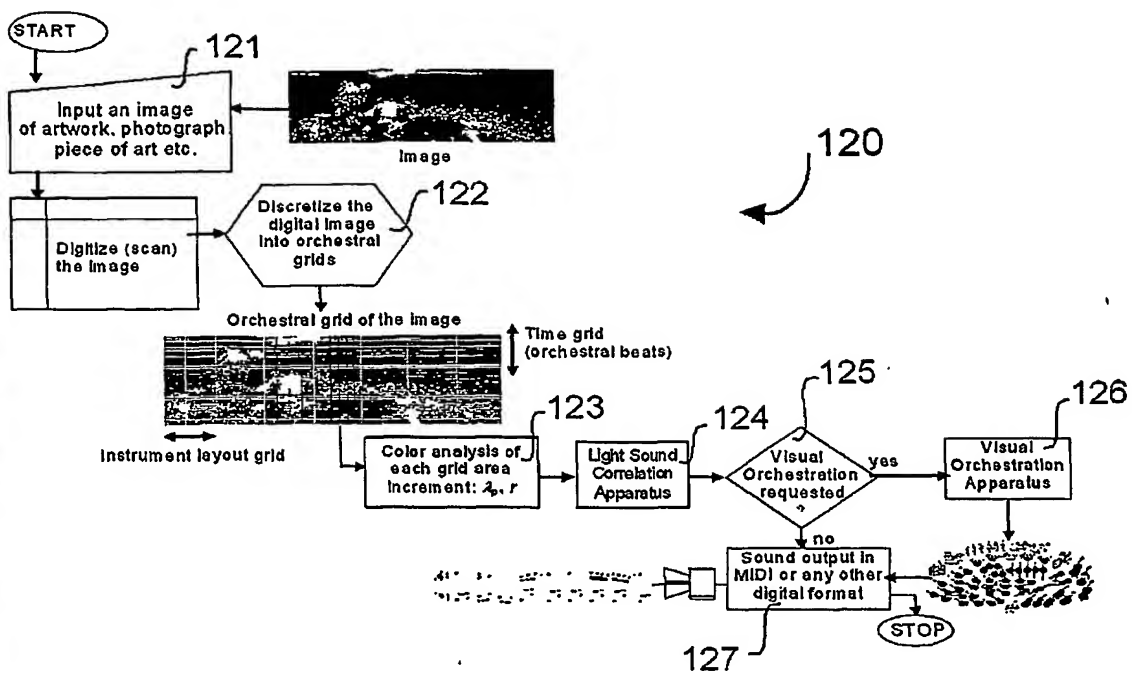 START
121
Input an image
of artwork, photograph
piece of art etc.
Image
120
122
Discretize the
digital image
into orchestral
grids
Digitize (scan)
the image
Orchestral grid of the image
Time grid
(orchestral beats)
Instrument layout grid
123
Color analysis of
each grid area
increment: λp, r
124
Light Sound
Correlation
Apparatus
125
Visual
Orchestration
requested
?
yes
no
126
Visual
Orchestration
Apparatus
Sound output in
MIDI or any other
digital format
127
STOP